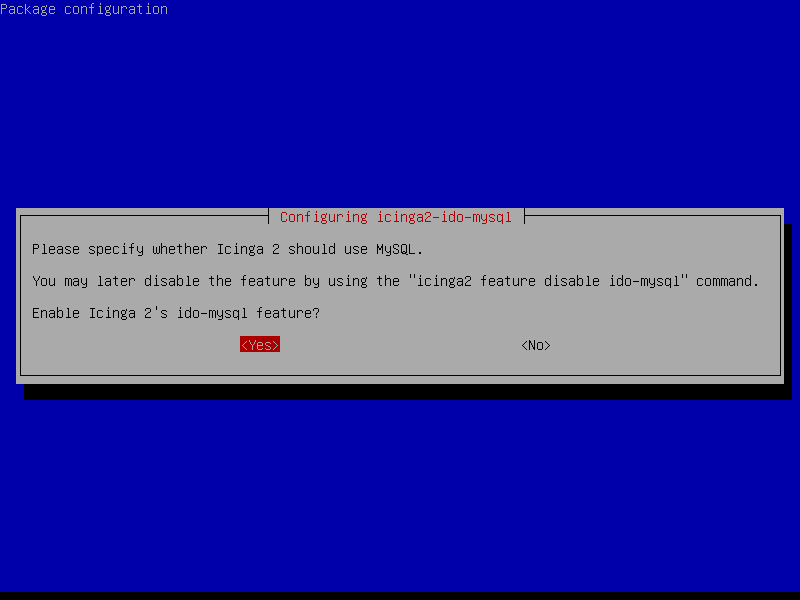 Package configuration
Configuring icinga2-ido-mysql
Please specify whether Icinga 2 should use MySQL.
You may later disable the feature by using the "icinga2 feature disable ido-mysql" command.
Enable Icinga 2's ido-mysql feature?
<Yes> <No>